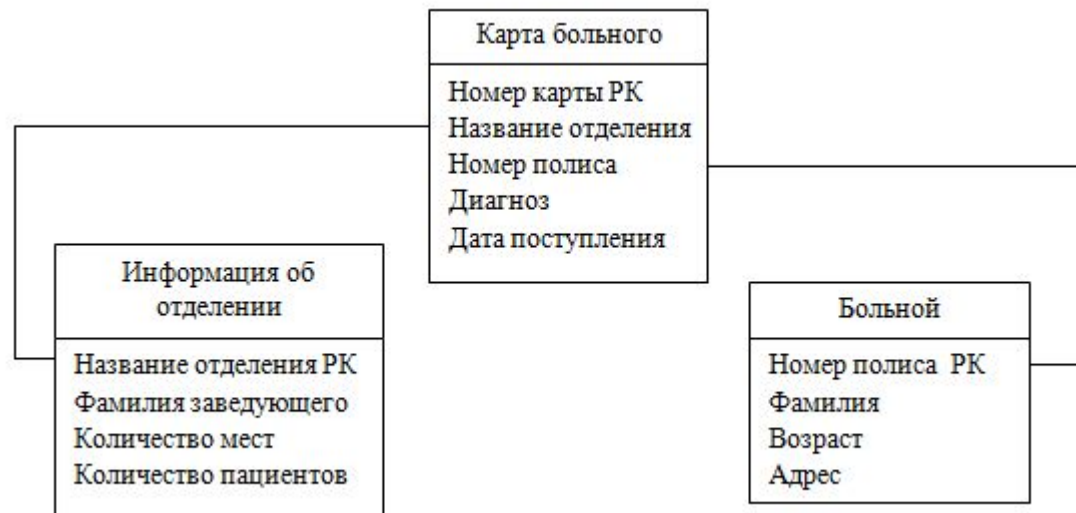 Карта больного
Номер карты РК
Название отделения
Номер полиса
Диагноз
Дата поступления
Информация об
отделении
Название отделения РК
Фамилия заведующего
Количество мест
Количество пациентов
Больной
Номер полиса РК
Фамилия
Возраст
Адрес